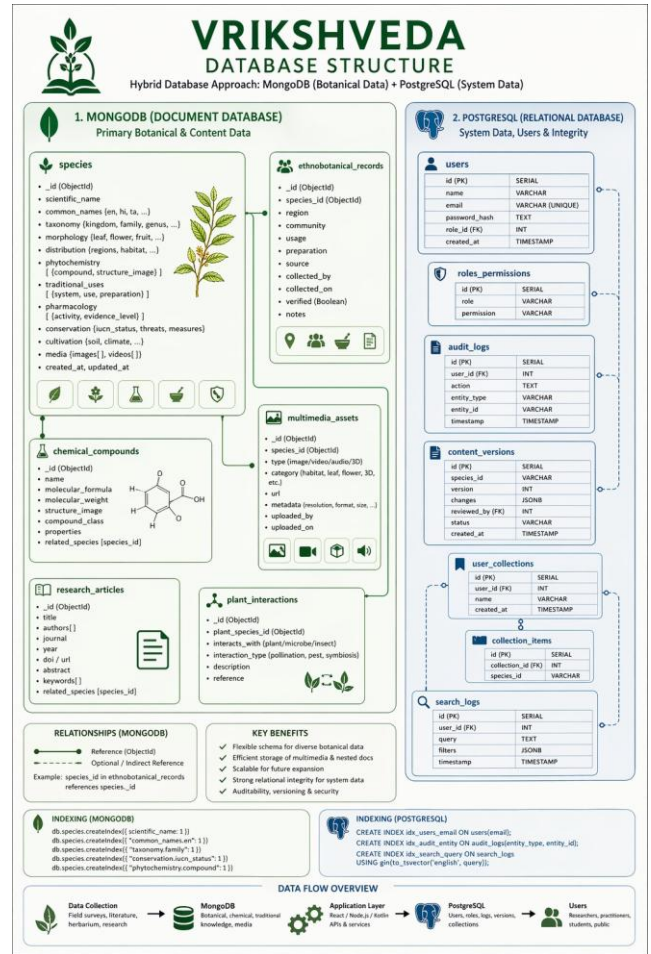 VRIKSHVEDA
DATABASE STRUCTURE
Hybrid Database Approach: MongoDB (Botanical Data) + PostgreSQL (System Data)
1. MONGODB (DOCUMENT DATABASE)
Primary Botanical & Content Data
species
• _id (ObjectId)
• scientific_name
• common_names {en, hi, ta, ...}
• taxonomy {kingdom, family, genus, ...}
• morphology {leaf, flower, fruit, ...}
• distribution {regions, habitat, ...}
• phytochemistry
[ {compound, structure_image} ]
• traditional_uses
[ {system, use, preparation} ]
• pharmacology
[ {activity, evidence_level} ]
• conservation {iucn_status, threats, measures}
• cultivation {soil, climate, ...}
• media {images[ ], videos[ ]}
• created_at, updated_at
ethnobotanical_records
• _id (ObjectId)
• species_id (ObjectId)
• region
• community
• usage
• preparation
• source
• collected_by
• collected_on
• verified (Boolean)
• notes
chemical_compounds
• _id (ObjectId)
• name
• molecular_formula
• molecular_weight
• structure_image
• compound_class
• properties
• related_species [species_id]
O
H
OH
H
O
multimedia_assets
• _id (ObjectId)
• species_id (ObjectId)
• type (image/video/audio/3D)
• category (habitat, leaf, flower, 3D,
etc.)
• url
• metadata (resolution, format, size, ...)
• uploaded_by
• uploaded_on
research_articles
• _id (ObjectId)
• title
• authors[ ]
• journal
• year
• doi / url
• abstract
• keywords[ ]
• related_species [species_id]
plant_interactions
• _id (ObjectId)
• plant_species_id (ObjectId)
• interacts_with (plant/microbe/insect)
• interaction_type (pollination, pest, symbiosis)
• description
• reference
2. POSTGRESQL (RELATIONAL DATABASE)
System Data, Users & Integrity
users
id (PK) SERIAL
name VARCHAR
email VARCHAR (UNIQUE)
password_hash TEXT
role_id (FK) INT
created_at TIMESTAMP
roles_permissions
id (PK) SERIAL
role VARCHAR
permission VARCHAR
audit_logs
id (PK) SERIAL
user_id (FK) INT
action TEXT
entity_type VARCHAR
entity_id VARCHAR
timestamp TIMESTAMP
content_versions
id (PK) SERIAL
species_id VARCHAR
version INT
changes JSONB
reviewed_by (FK) INT
status VARCHAR
created_at TIMESTAMP
user_collections
id (PK) SERIAL
user_id (FK) INT
name VARCHAR
created_at TIMESTAMP
collection_items
id (PK) SERIAL
collection_id (FK) INT
species_id VARCHAR
search_logs
id (PK) SERIAL
user_id (FK) INT
query TEXT
filters JSONB
timestamp TIMESTAMP
RELATIONSHIPS (MONGODB)
Reference (ObjectId)
Optional / Indirect Reference
Example: species_id in ethnobotanical_records
references species._id
KEY BENEFITS
✓ Flexible schema for diverse botanical data
✓ Efficient storage of multimedia & nested docs
✓ Scalable for future expansion
✓ Strong relational integrity for system data
✓ Auditability, versioning & security
INDEXING (MONGODB)
db.species.createIndex({ scientific_name: 1 })
db.species.createIndex({ "common_names.en": 1 })
db.species.createIndex({ "taxonomy.family": 1 })
db.species.createIndex({ "conservation.iucn_status": 1 })
db.species.createIndex({ "phytochemistry.compound": 1 })
INDEXING (POSTGRESQL)
CREATE INDEX idx_users_email ON users(email);
CREATE INDEX idx_audit_entity ON audit_logs(entity_type, entity_id);
CREATE INDEX idx_search_query ON search_logs
USING gin(to_tsvector('english', query));
DATA FLOW OVERVIEW
Data Collection
Field surveys, literature,
herbarium, research
MongoDB
Botanical, chemical, traditional
knowledge, media
Application Layer
React / Node.js / Kotlin
APIs & services
PostgreSQL
Users, roles, logs, versions,
collections
Users
Researchers, practitioners,
students, public